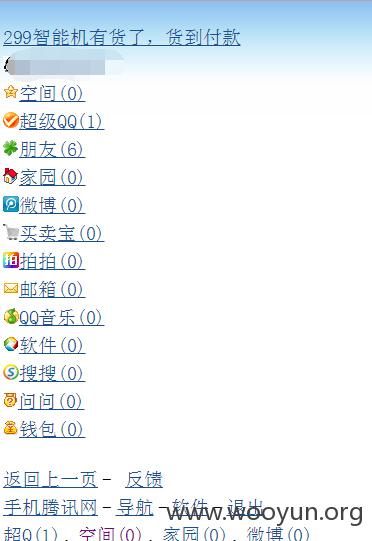 299智能机有货了，货到付款
空间(0)
超级QQ(1)
朋友(6)
家园(0)
微博(0)
买卖宝(0)
拍拍(0)
邮箱(0)
QQ音乐(0)
软件(0)
搜搜(0)
问问(0)
钱包(0)
返回上一页- 反馈
手机腾讯网-导航-软件-退出
www.wooyun.org
超Q(1)，空间(0)，家园(0)，微博(0)